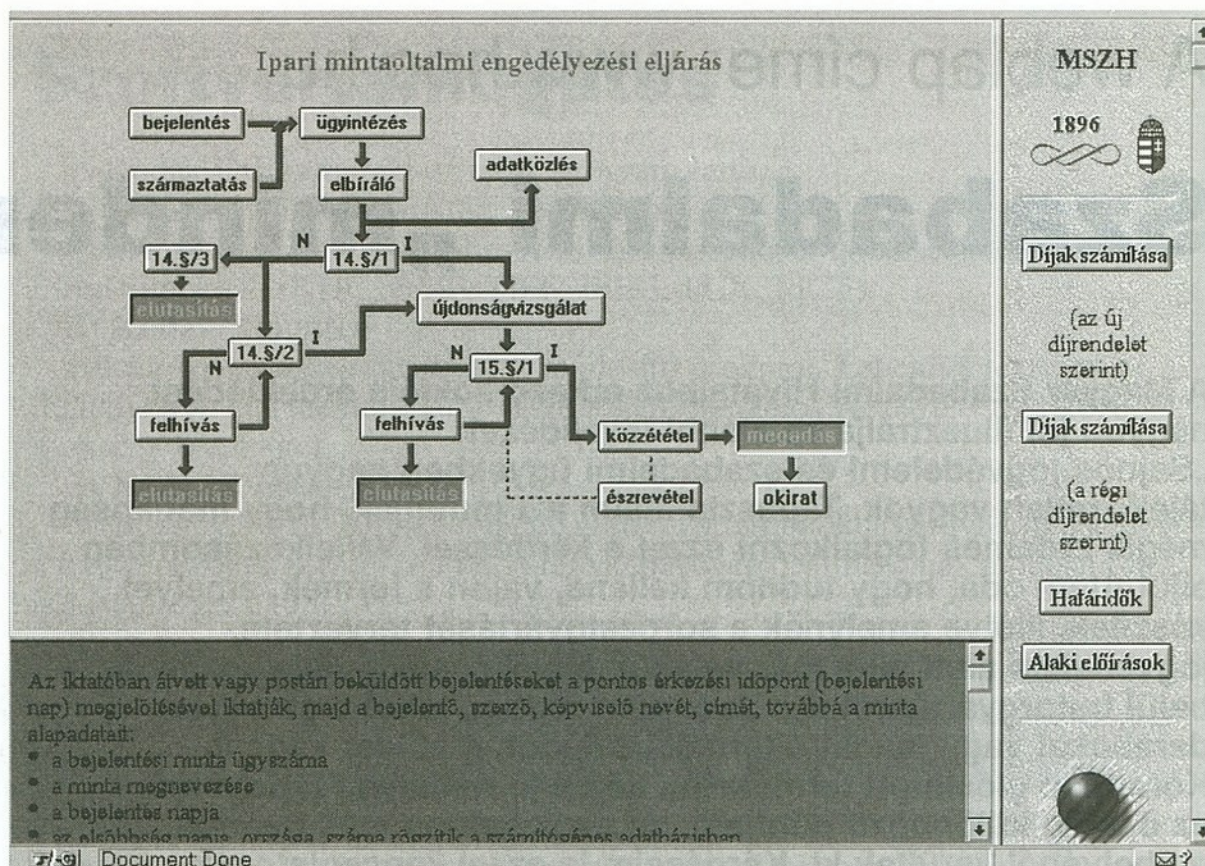 Ipari mintaoltalmi engedélyezési eljárás
bejelentés
ügyintézés
származtatás
elbíráló
adatközlés
N
I
14.§/3
14.§/1
elutasítás
újdonságvizsgálat
14.§/2
I
N
N
I
15.§/1
felhívás
felhívás
közzététel
megadás
elutasítás
elutasítás
észrevétel
okirat
Az iktatóban átvett vagy postán beküldött bejelentéseket a pontos érkezési időpont (bejelentési
nap) megjelölésével iktatják, majd a bejelentő, szerző, képviselő nevét, címét, továbbá a minta
alapadatait:
* a bejelentési minta ügyszáma
* a minta megnevezése
* a bejelentés napja
* az elsőbbség napja, országa, száma rögzítik a számítógépes adatbázisban
Document Done
MSZH
1896
Díjak számítása
(az új
díjrendelet
szerint)
Díjak számítása
(a régi
díjrendelet
szerint)
Határidők
Alaki előírások